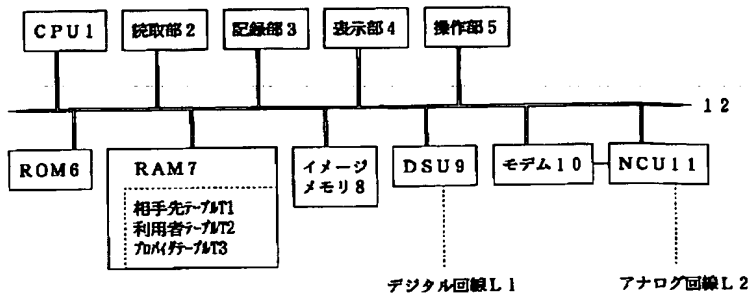 CPU1
読取部2
記録部3
表示部4
操作部5
12
ROM6
RAM7
相手先テーブルT1
利用者テーブルT2
プロバイダテーブルT3
イメージ
メモリ8
DSU9
モデム10
NCU11
デジタル回線L1
アナログ回線L2